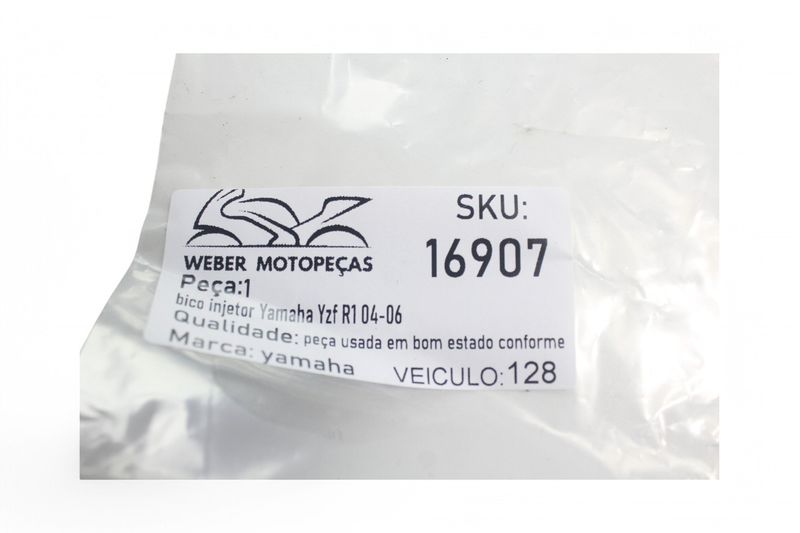 SKU:
16907
WEBER MOTOPEÇAS
Peça:1
bico injetor Yamaha Yzf R1 04-06
Qualidade: peça usada em bom estado conforme
Marca: yamaha
VEICULO: 128